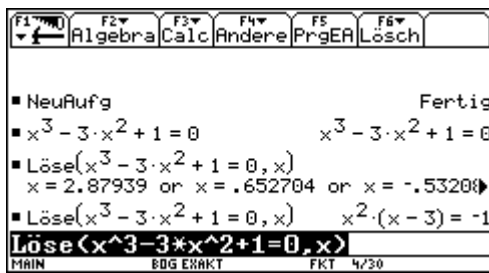 F1 F2▾ F3▾ F4▾ F5 F6▾
Algebra Calc Andere PrgEA Lösch
▪ NeuAufg Fertig
▪ x³ - 3·x² + 1 = 0 x³ - 3·x² + 1 = 0
▪ Löse(x³ - 3·x² + 1 = 0, x)
x = 2.87939 or x = .652704 or x = -.53208▸
▪ Löse(x³ - 3·x² + 1 = 0, x) x²·(x - 3) = -1
Löse(x^3-3*x^2+1=0,x)
MAIN BOG EXAKT FKT 4/30